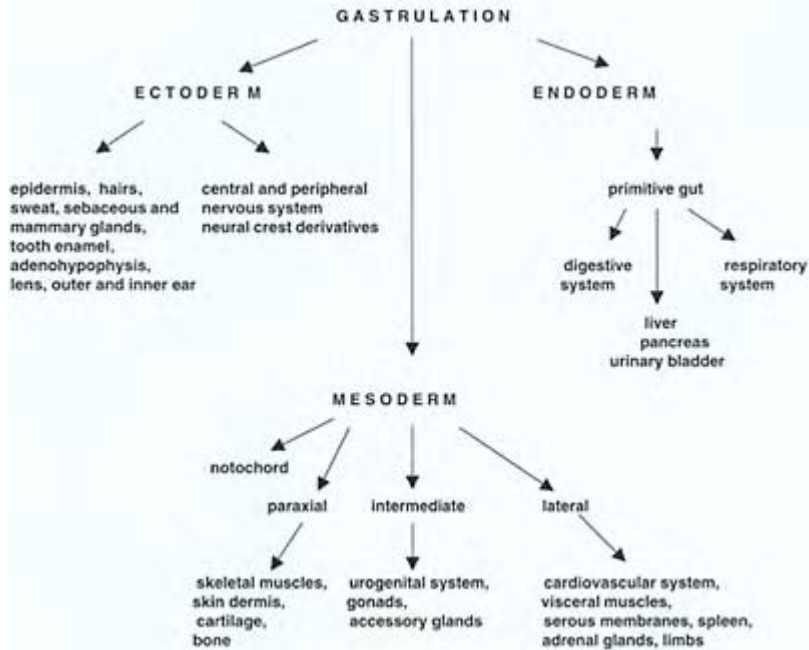 GASTRULATION
ECTODERM
ENDODERM
epidermis, hairs,
sweat, sebaceous and
mammary glands,
tooth enamel,
adenohypophysis,
lens, outer and inner ear
central and peripheral
nervous system
neural crest derivatives
primitive gut
digestive
system
respiratory
system
liver
pancreas
urinary bladder
MESODERM
notochord
paraxial
intermediate
lateral
skeletal muscles,
skin dermis,
cartilage,
bone
urogenital system,
gonads,
accessory glands
cardiovascular system,
visceral muscles,
serous membranes, spleen,
adrenal glands, limbs